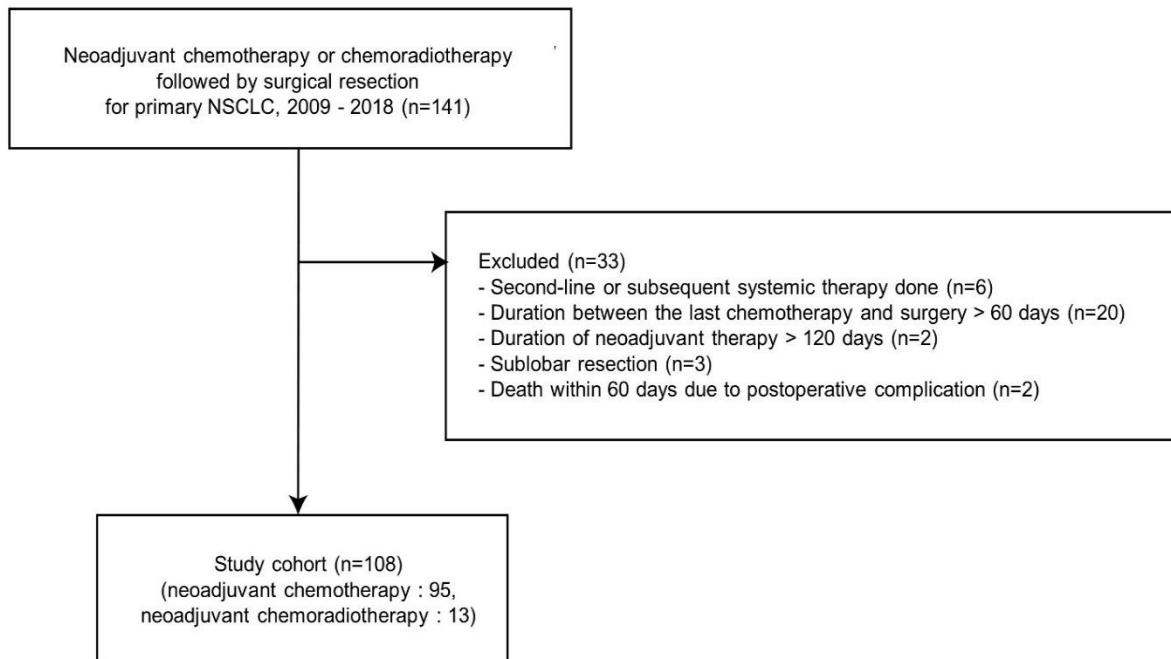 Neoadjuvant chemotherapy or chemoradiotherapy
followed by surgical resection
for primary NSCLC, 2009 - 2018 (n=141)
Excluded (n=33)
- Second-line or subsequent systemic therapy done (n=6)
- Duration between the last chemotherapy and surgery > 60 days (n=20)
- Duration of neoadjuvant therapy > 120 days (n=2)
- Sublobar resection (n=3)
- Death within 60 days due to postoperative complication (n=2)
Study cohort (n=108)
(neoadjuvant chemotherapy : 95,
neoadjuvant chemoradiotherapy : 13)